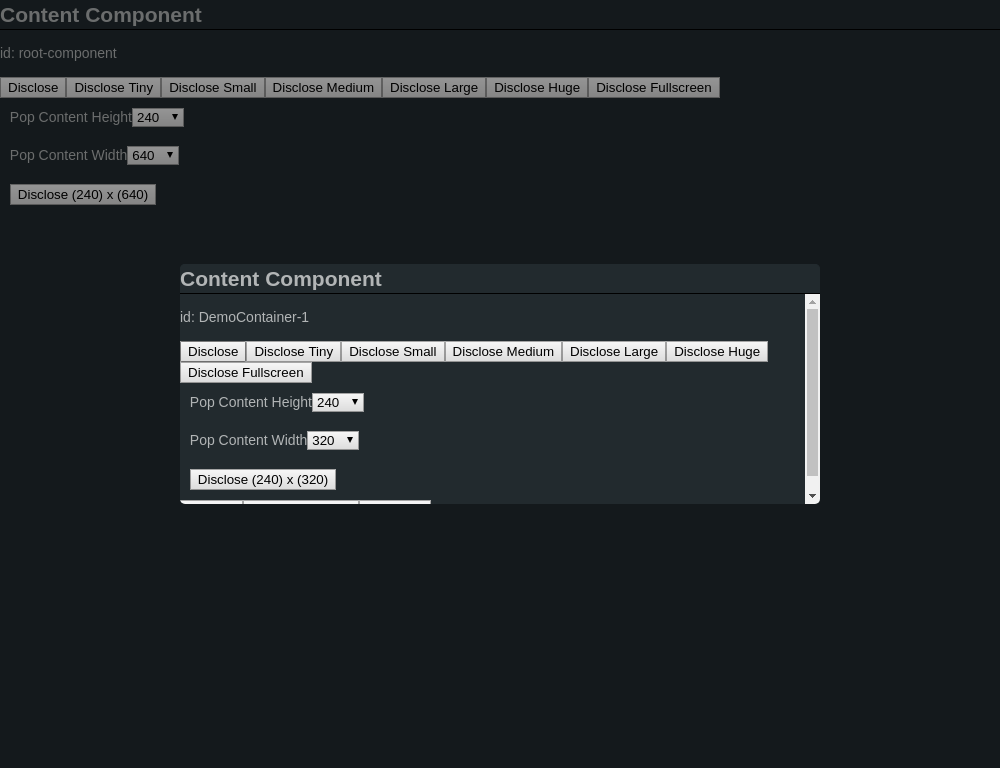 Content Component
id: root-component
Disclose Disclose Tiny Disclose Small Disclose Medium Disclose Large Disclose Huge Disclose Fullscreen
Pop Content Height 240
Pop Content Width 640
Disclose (240) x (640)
Content Component
id: DemoContainer-1
Disclose Disclose Tiny Disclose Small Disclose Medium Disclose Large Disclose Huge
Disclose Fullscreen
Pop Content Height 240
Pop Content Width 320
Disclose (240) x (320)